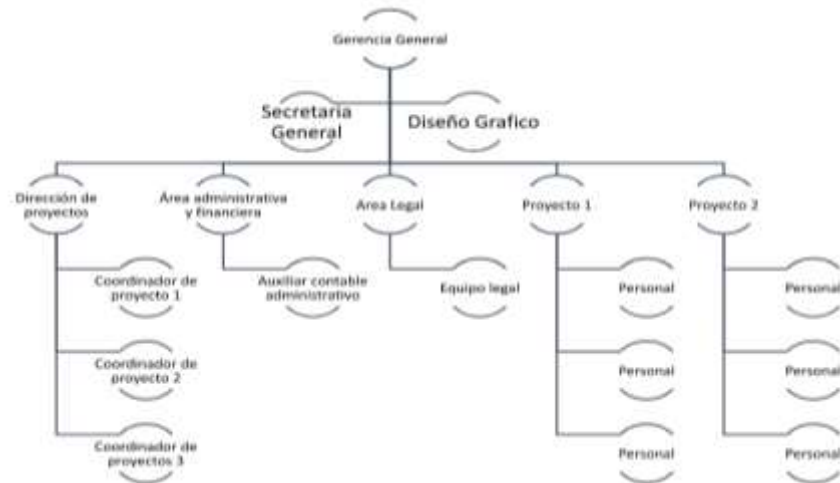 Gerencia General
Secretaria
General
Diseño Grafico
Dirección de
proyectos
Área administrativa
y financiera
Area Legal
Proyecto 1
Proyecto 2
Coordinador de
proyecto 1
Auxiliar contable
administrativo
Equipo legal
Personal
Personal
Coordinador de
proyecto 2
Personal
Personal
Coordinador de
proyectos 3
Personal
Personal